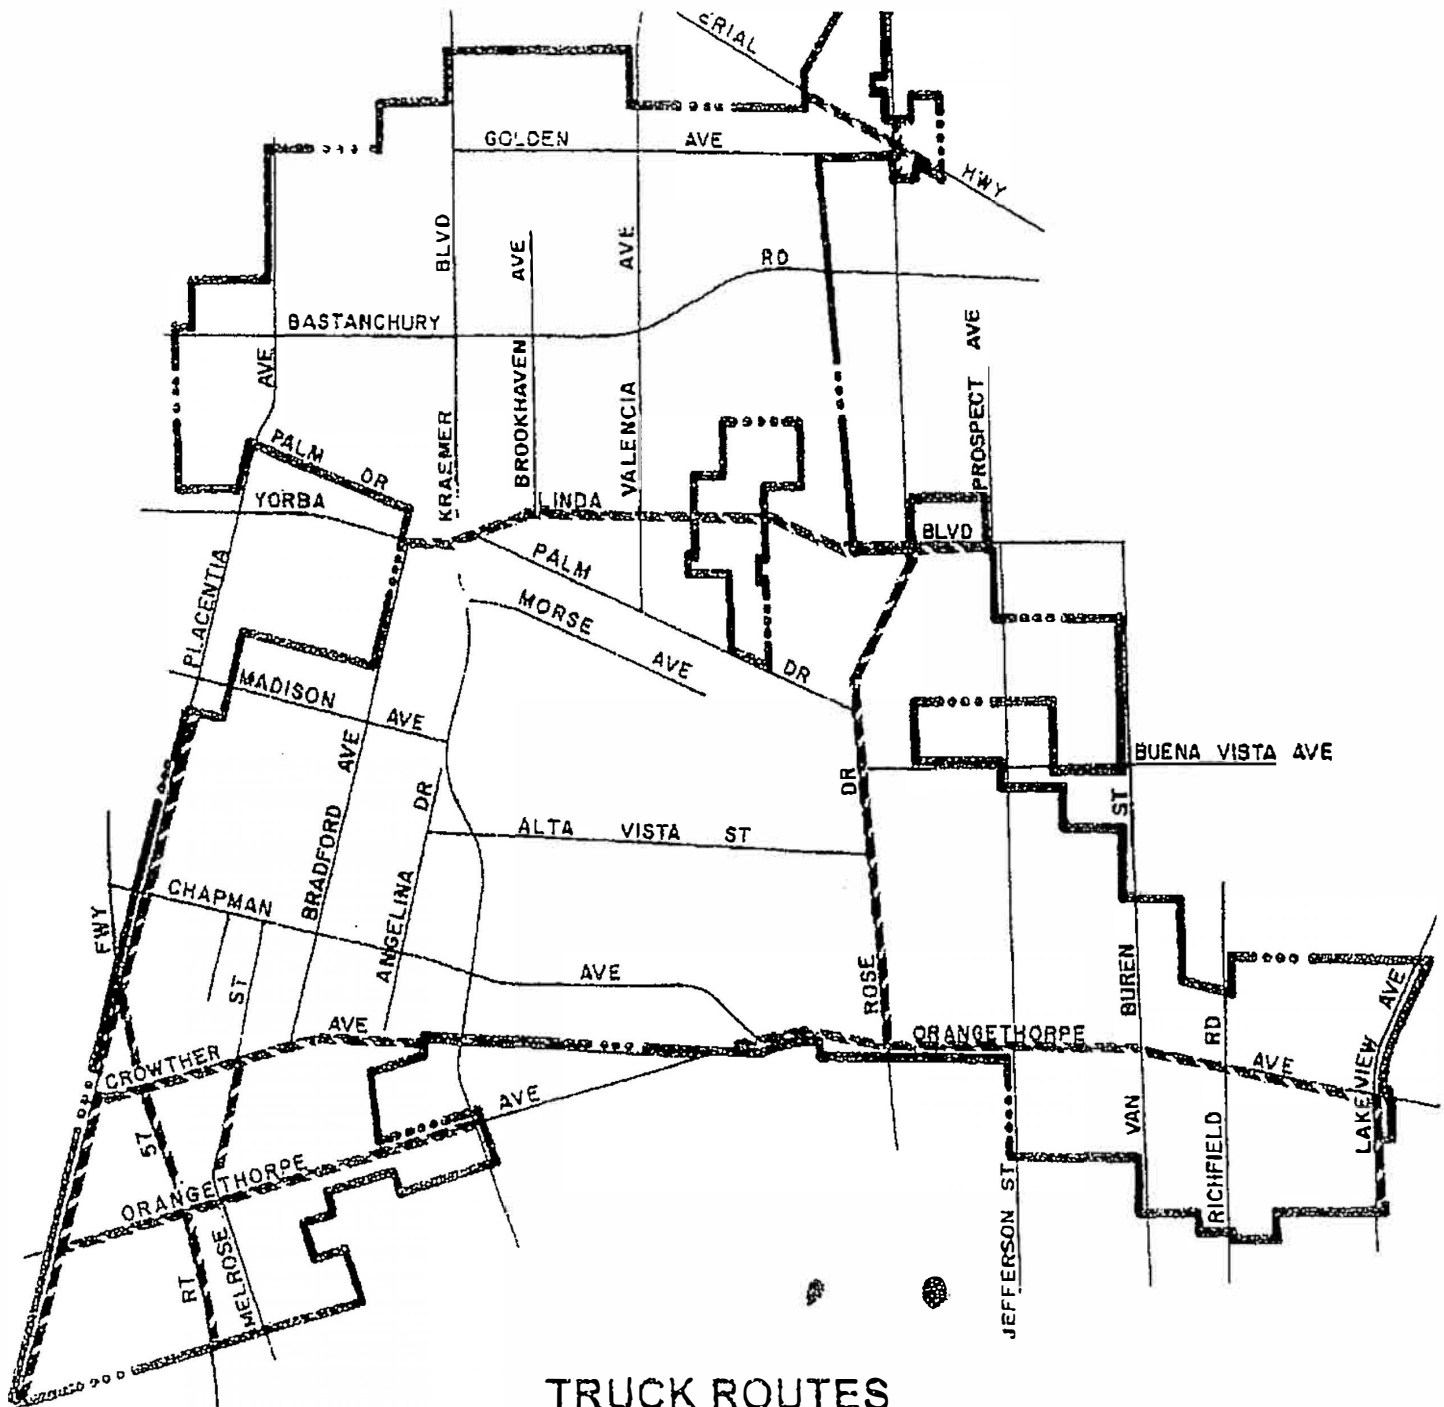 ERIAL
HWY
GOLDEN AVE
BLVD
AVE
AVE
RD
BASTANCHURY
AVE
PROSPECT AVE
KRAEMER
BROOKHAVEN
VALENCIA
PALM DR
YORBA
LINDA
BLVD
PLACENTIA
PALM
DR
MORSE
AVE
MADISON
AVE
AVE
DR
DR
BUENA VISTA AVE
ST
ALTA VISTA ST
BRADFORD
ANGELINA
CHAPMAN
AVE
FWY
ST
ROSE
BUREN
RD
AVE
CROWTHER
AVE
ORANGETHORPE
AVE
LAKEVIEW
AVE
57
VAN
RICHFIELD
ORANGETHORPE
RT
MELROSE
JEFFERSON ST
TRUCK ROUTES